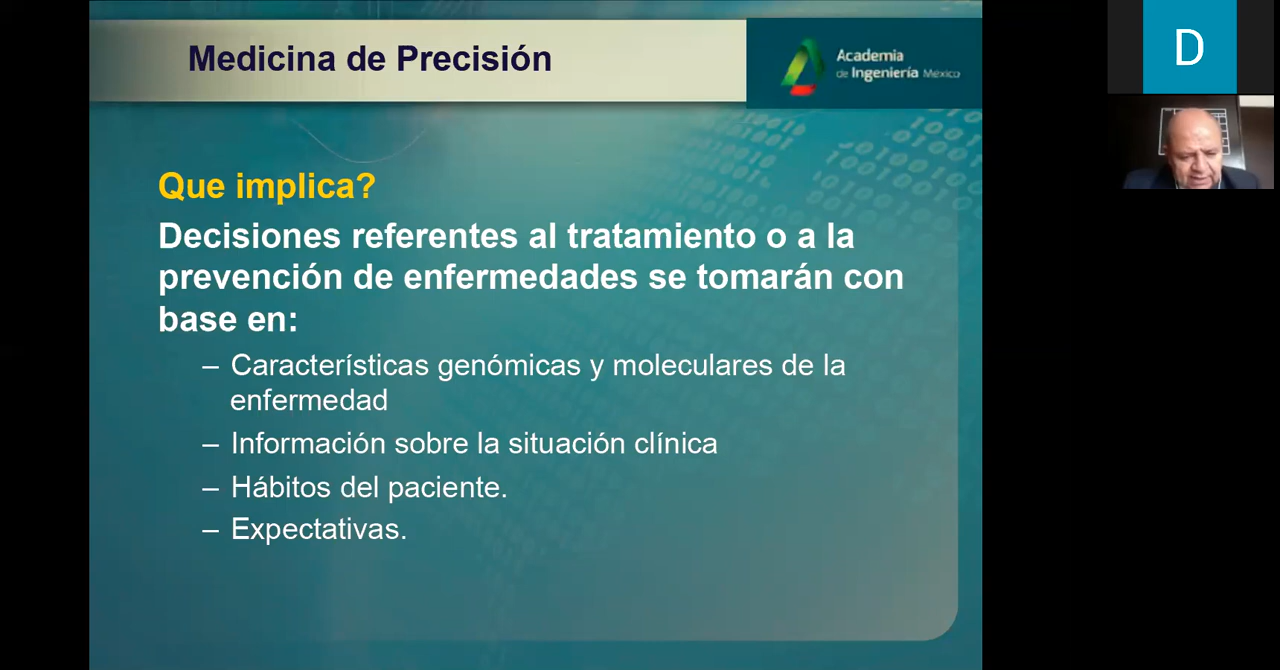 Medicina de Precisión
Academia
de Ingeniería México
D
Que implica?
Decisiones referentes al tratamiento o a la
prevención de enfermedades se tomarán con
base en:
– Características genómicas y moleculares de la
enfermedad
– Información sobre la situación clínica
– Hábitos del paciente.
– Expectativas.